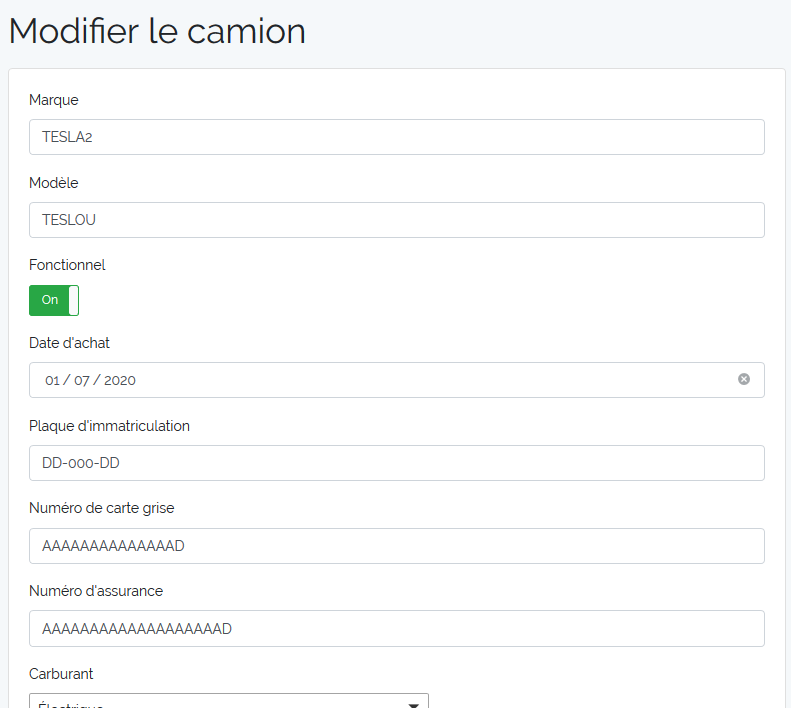 Modifier le camion
Marque
TESLA2
Modèle
TESLOU
Fonctionnel
On
Date d'achat
01 / 07 / 2020
Plaque d'immatriculation
DD-000-DD
Numéro de carte grise
AAAAAAAAAAAAAAD
Numéro d'assurance
AAAAAAAAAAAAAAAAAAAD
Carburant
Électrique